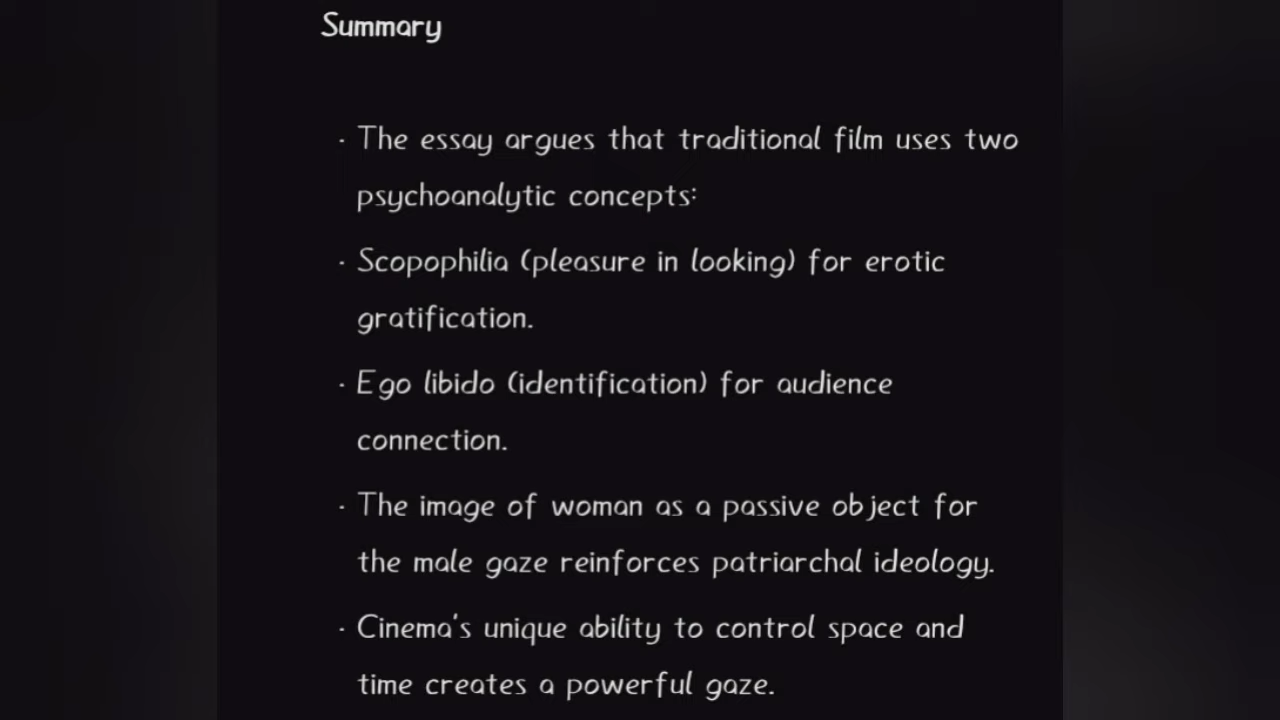 Summary
· The essay argues that traditional film uses two
psychoanalytic concepts:
· Scopophilia (pleasure in looking) for erotic
gratification.
· Ego libido (identification) for audience
connection.
· The image of woman as a passive object for
the male gaze reinforces patriarchal ideology.
· Cinema's unique ability to control space and
time creates a powerful gaze.